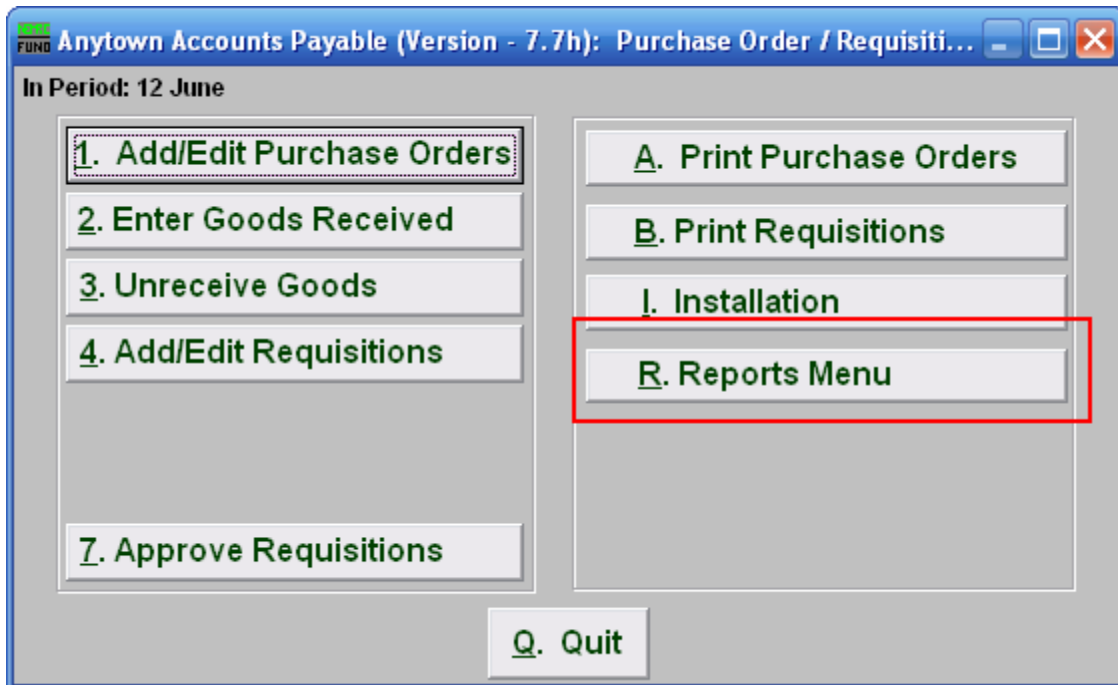 FUND Anytown Accounts Payable (Version - 7.7h): Purchase Order / Requisiti...
In Period: 12 June
1. Add/Edit Purchase Orders
2. Enter Goods Received
3. Unreceive Goods
4. Add/Edit Requisitions
7. Approve Requisitions
A. Print Purchase Orders
B. Print Requisitions
I. Installation
R. Reports Menu
Q. Quit